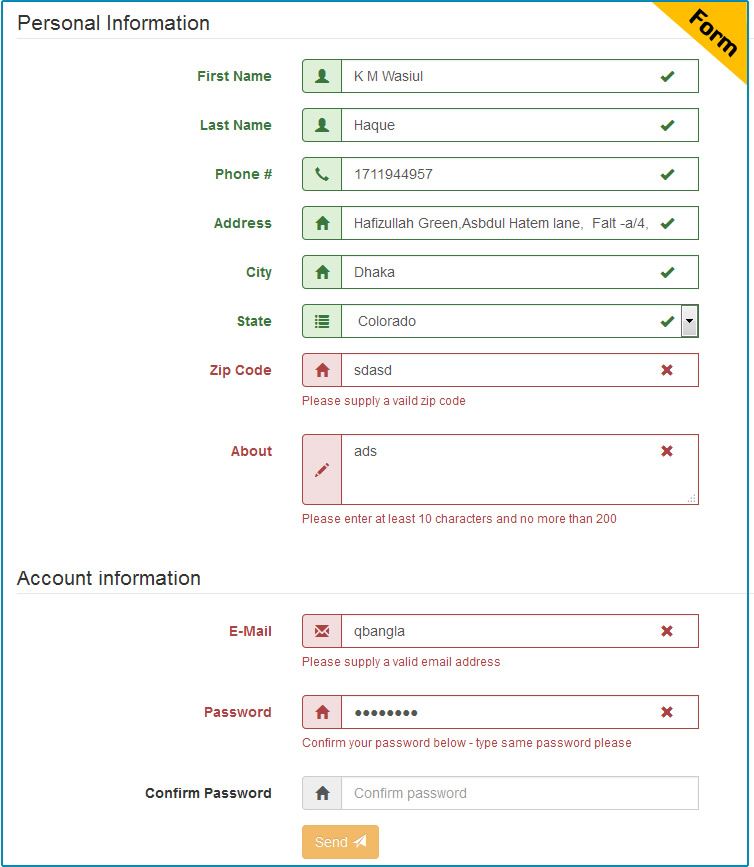 Form
Personal Information
First Name K M Wasiul
Last Name Haque
Phone # 1711944957
Address Hafizullah Green,Asbdul Hatem lane, Falt -a/4,
City Dhaka
State Colorado
Zip Code sdasd
Please supply a vaild zip code
About ads
Please enter at least 10 characters and no more than 200
Account information
E-Mail qbangla
Please supply a valid email address
Password ●●●●●●●●
Confirm your password below - type same password please
Confirm Password Confirm password
Send